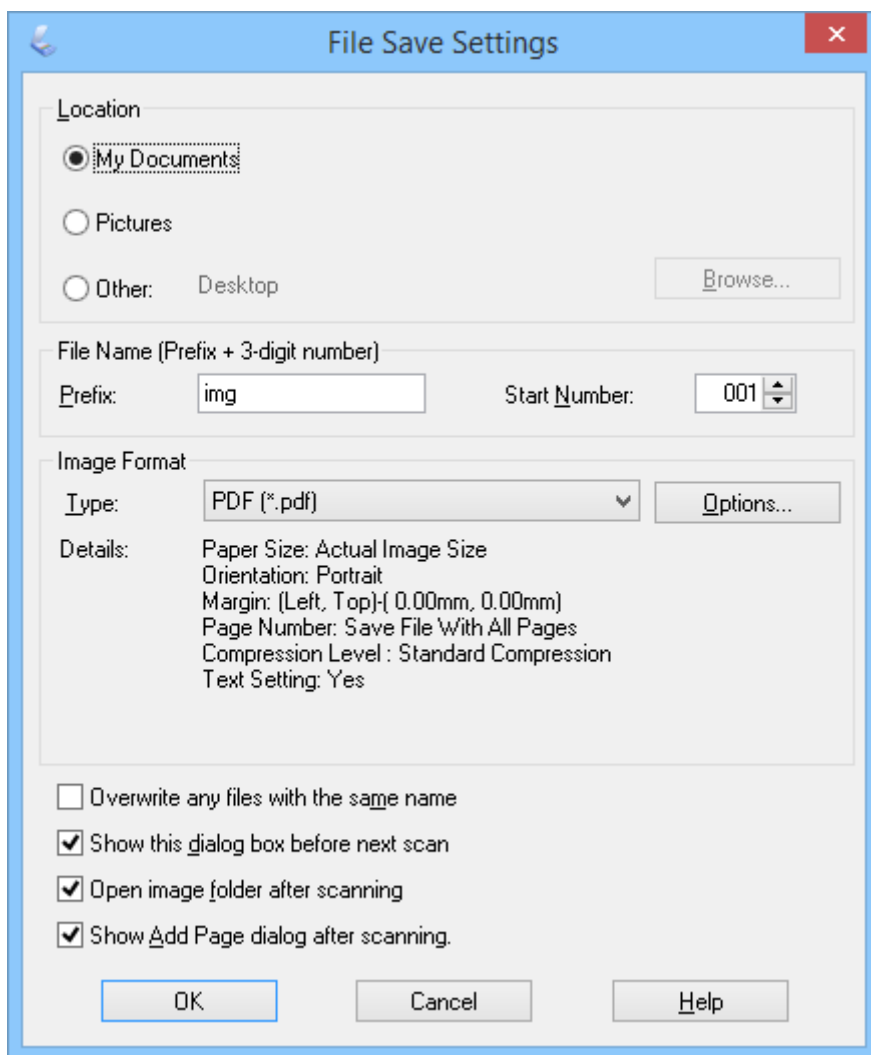 File Save Settings
Location
My Documents
Pictures
Other: Desktop Browse...
File Name (Prefix + 3-digit number)
Prefix: img Start Number: 001
Image Format
Type: PDF (*.pdf) Options...
Details: Paper Size: Actual Image Size
Orientation: Portrait
Margin: (Left, Top)-( 0.00mm, 0.00mm)
Page Number: Save File With All Pages
Compression Level : Standard Compression
Text Setting: Yes
Overwrite any files with the same name
Show this dialog box before next scan
Open image folder after scanning
Show Add Page dialog after scanning.
OK Cancel Help